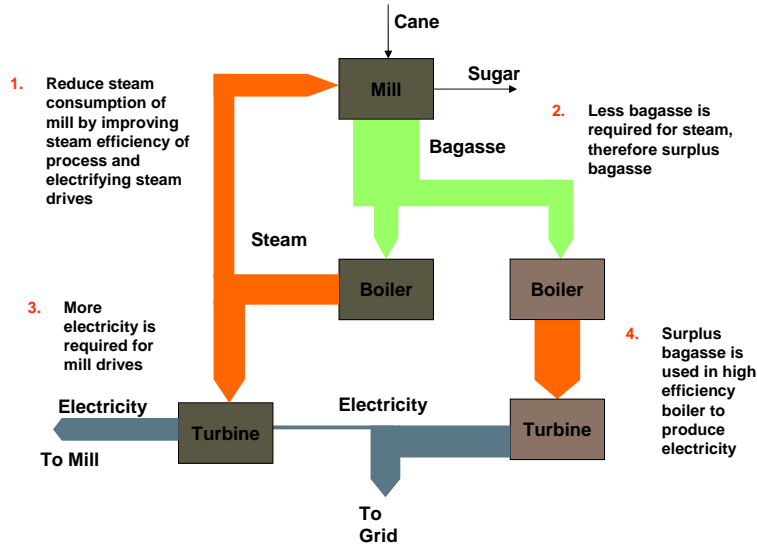 Cane
Mill
Sugar
1. Reduce steam
consumption of
mill by improving
steam efficiency of
process and
electrifying steam
drives
2. Less bagasse is
required for steam,
therefore surplus
bagasse
Bagasse
Steam
Boiler
Boiler
3. More
electricity is
required for
mill drives
4. Surplus
bagasse is
used in high
efficiency
boiler to
produce
electricity
Electricity
Turbine
Electricity
Turbine
To Mill
To
Grid